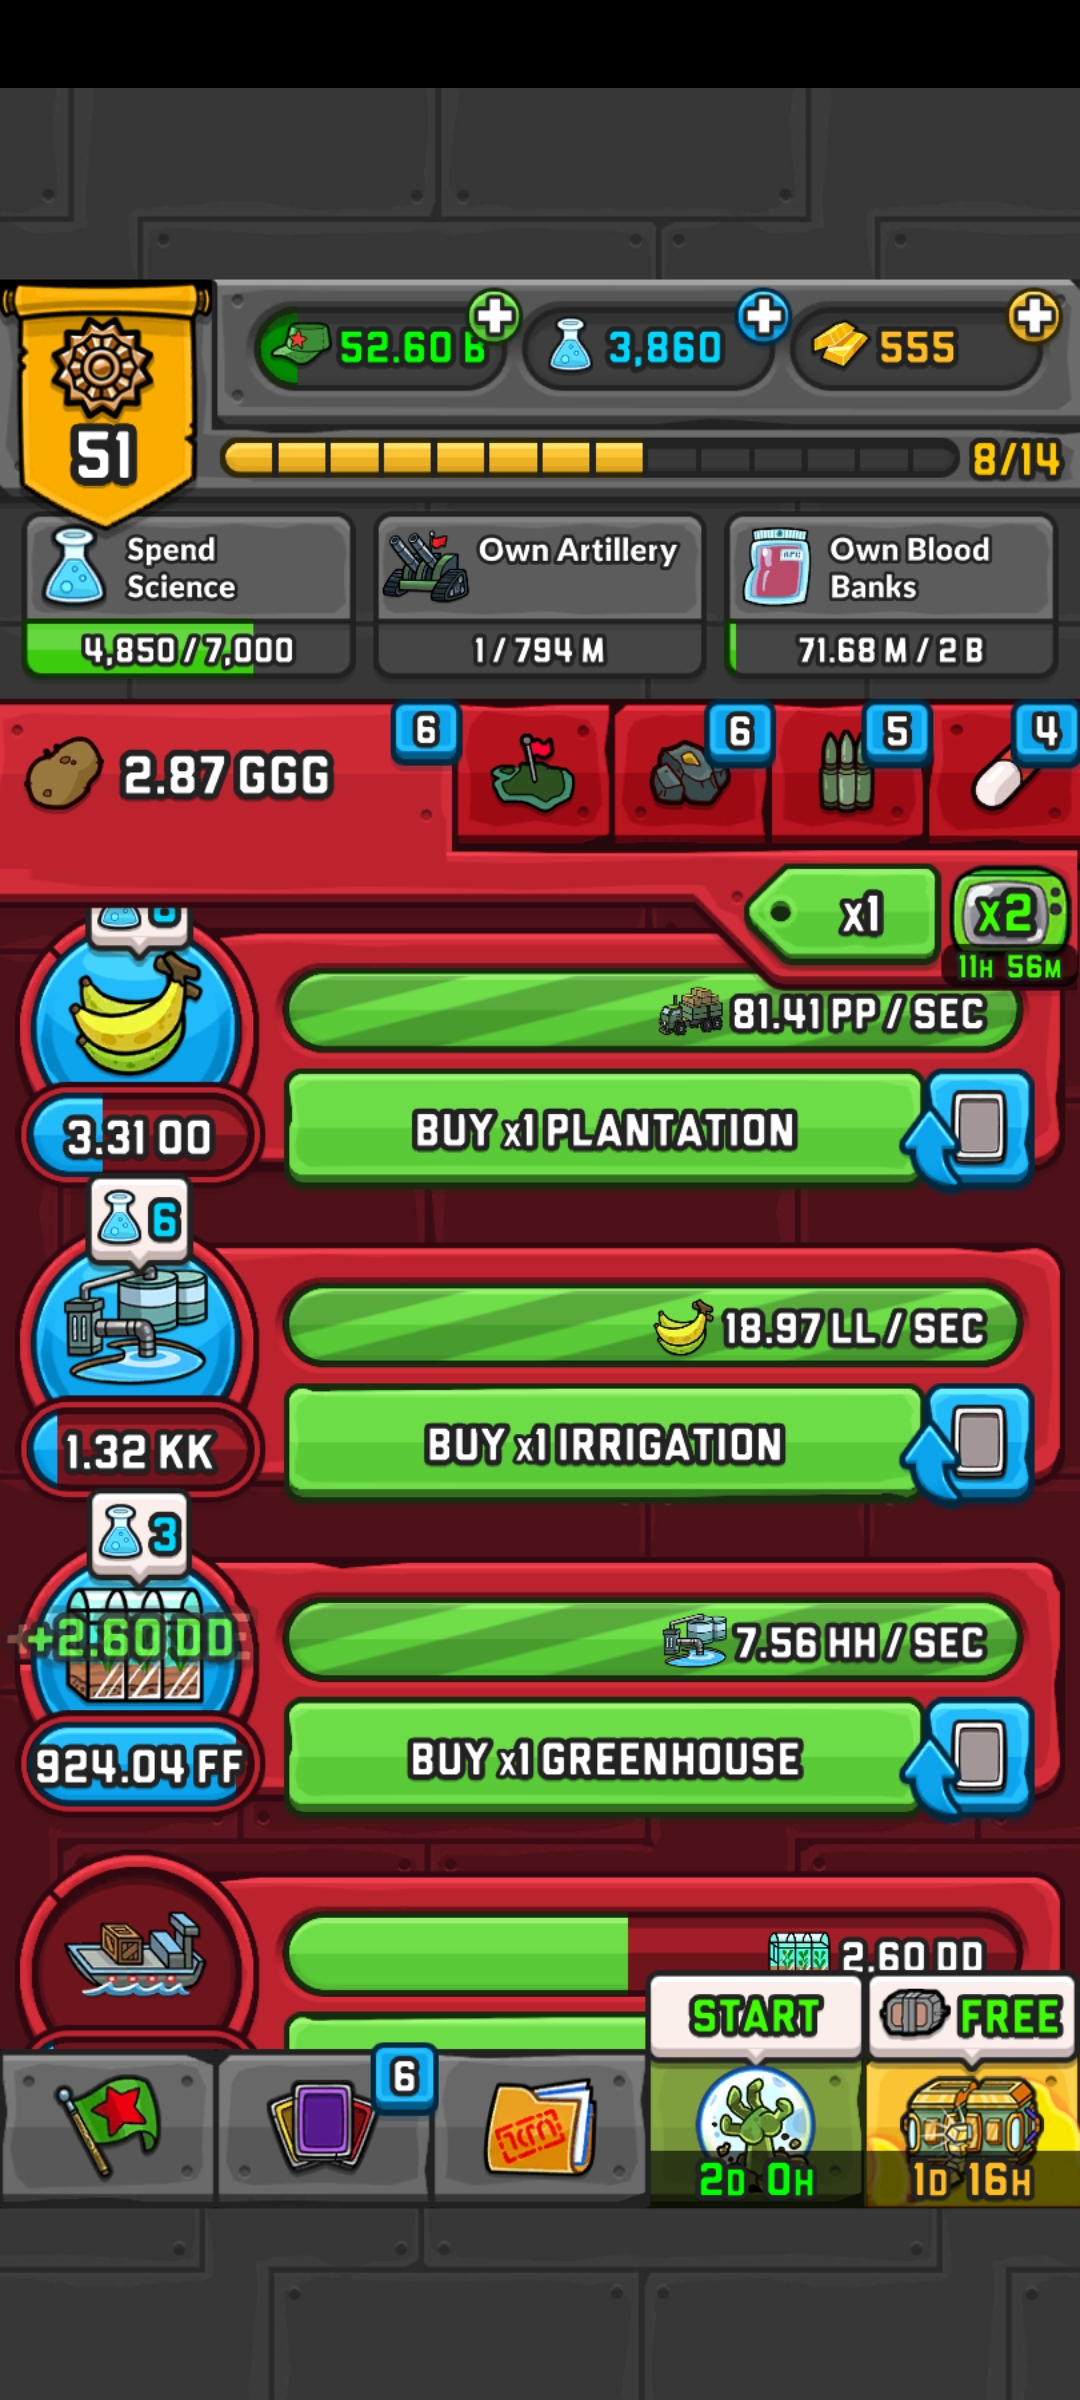 52.60 B
3,860
555
51
8/14
Spend
Science
4,850/7,000
Own Artillery
1/794 M
Own Blood
Banks
71.68 M/2 B
2.87 GGG
6
6
5
4
x1
x2
11H 56M
81.41 PP/SEC
3.31 OO
BUY x1 PLANTATION
6
18.97 LL/SEC
1.32 KK
BUY x1 IRRIGATION
3
+2.60 DD
7.56 HH/SEC
924.04 FF
BUY x1 GREENHOUSE
2.60 DD
START
FREE
6
2D 0H
1D 16H